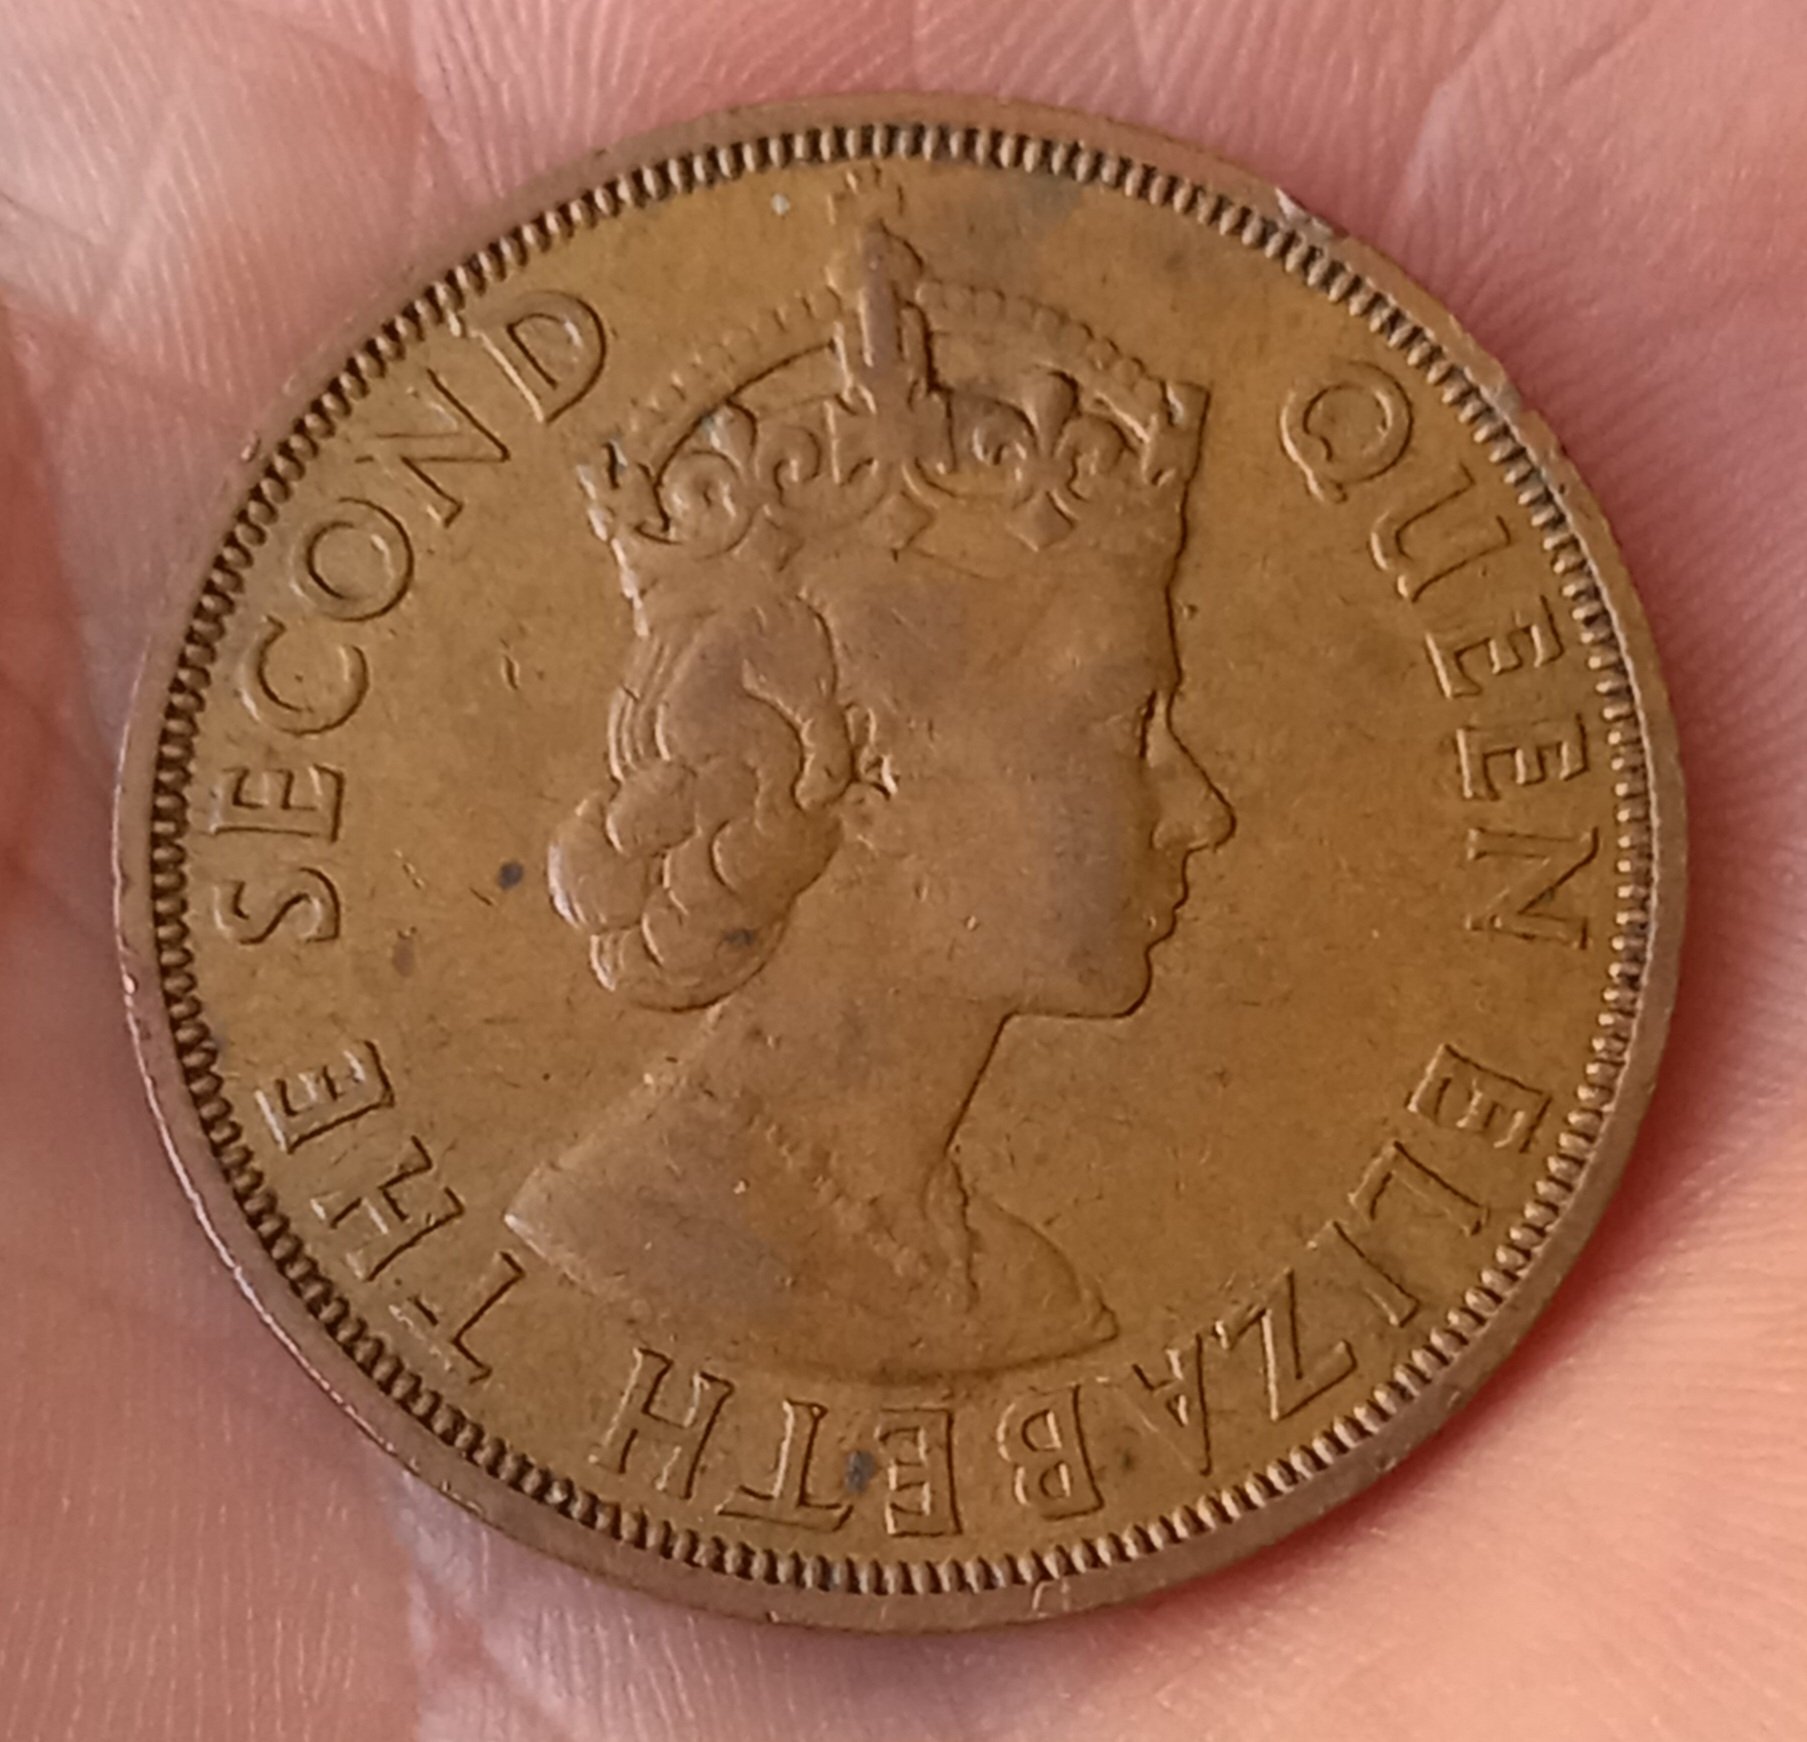 QUEEN ELIZABETH THE SECOND